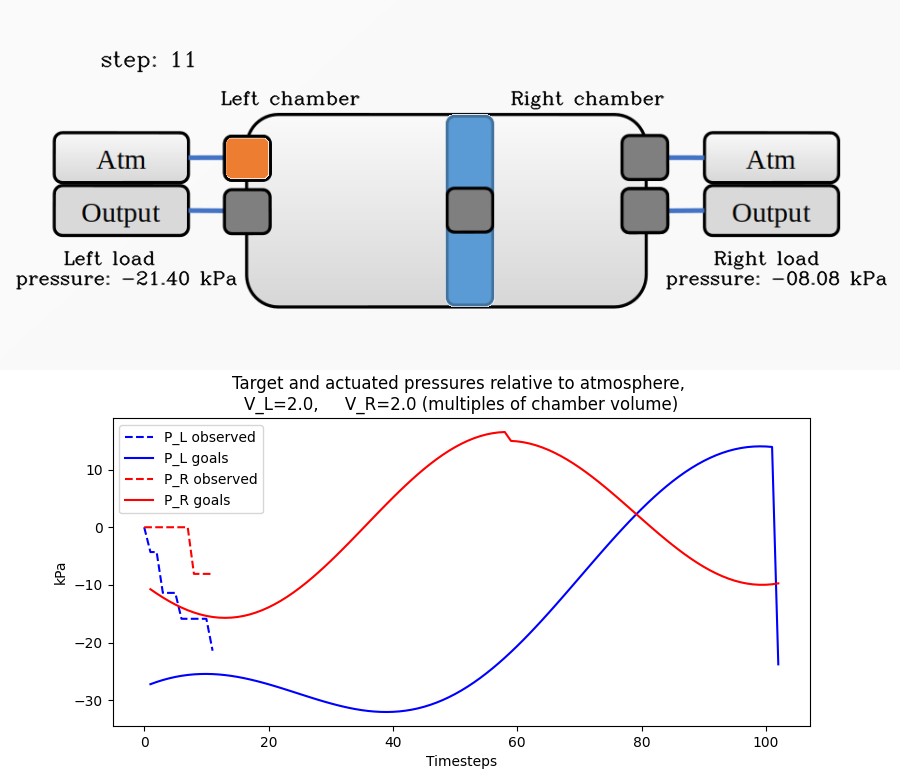 step: 11
Left chamber
Right chamber
Atm
Atm
Output
Output
Left load
pressure: −21.40 kPa
Right load
pressure: −08.08 kPa
Target and actuated pressures relative to atmosphere,
V_L=2.0, V_R=2.0 (multiples of chamber volume)
P_L observed
P_L goals
P_R observed
P_R goals
10
0
−10
−20
−30
kPa
0
20
40
60
80
100
Timesteps